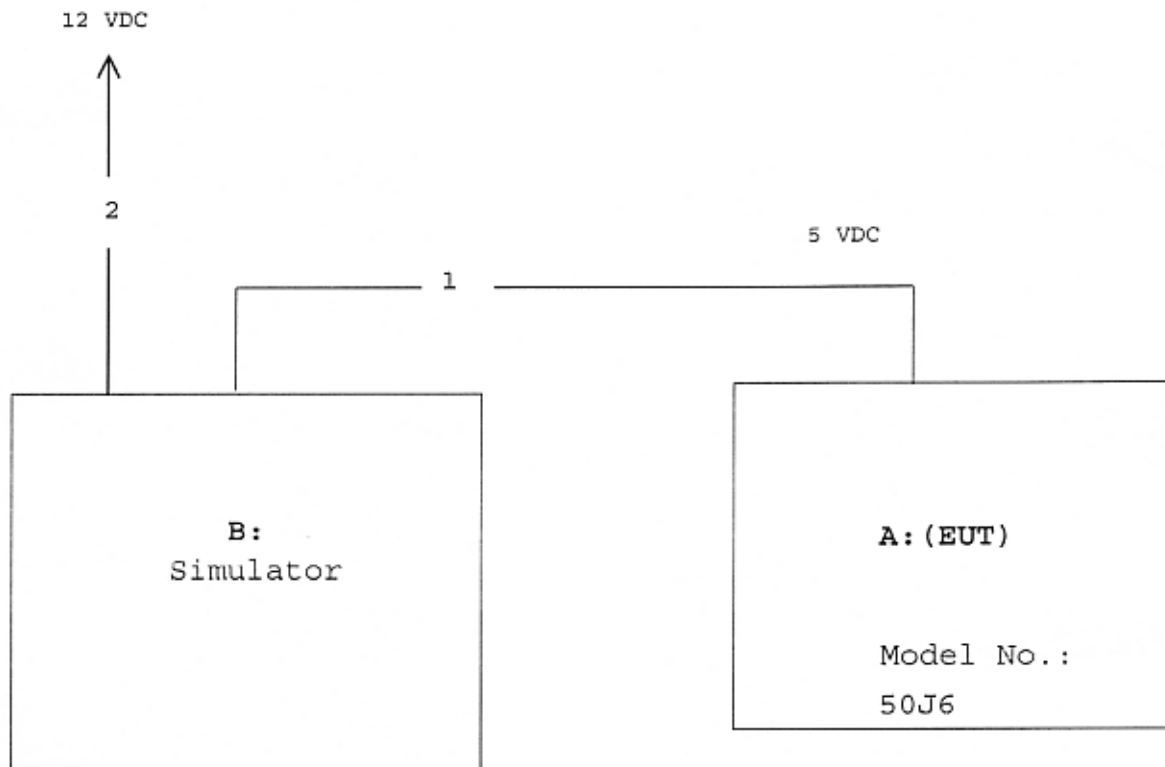 12 VDC
2
5 VDC
1
B:
Simulator
A:(EUT)
Model No.:
50J6